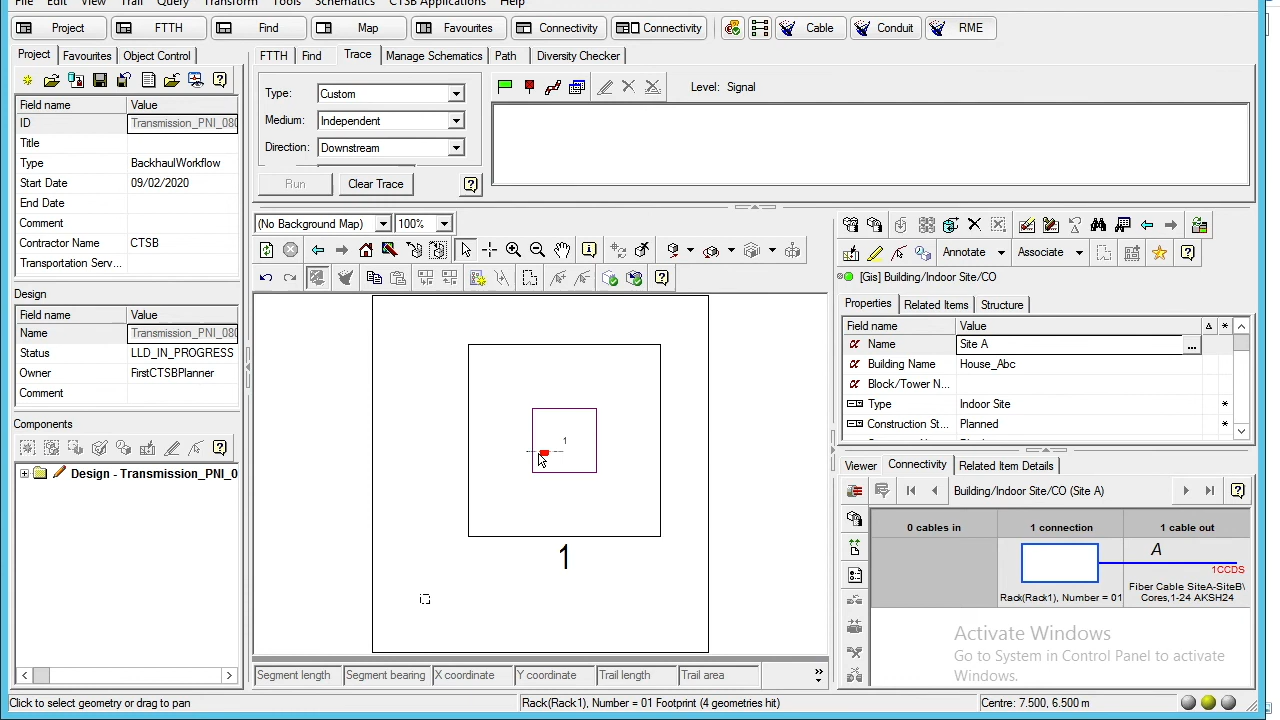 File Edit View Trail Query Transform Tools Schematics CTSB Applications Help
Project FTTH Find Map Favourites Connectivity Connectivity Cable Conduit RME
Project Favourites Object Control
FTTH Find Trace Manage Schematics Path Diversity Checker
Field name Value
ID Transmission_PNI_080
Title
Type BackhaulWorkflow
Start Date 09/02/2020
End Date
Comment
Contractor Name CTSB
Transportation Serv...
Design
Field name Value
Name Transmission_PNI_080
Status LLD_IN_PROGRESS
Owner FirstCTSBPlanner
Comment
Components
Design - Transmission_PNI_0
Type: Custom
Medium: Independent
Direction: Downstream
Run Clear Trace
Level: Signal
(No Background Map) 100%
1
1
Segment length Segment bearing X coordinate Y coordinate Trail length Trail area
Annotate Associate
[Gis] Building/Indoor Site/CO
Properties Related Items Structure
Field name Value
Name Site A ...
Building Name House_Abc
Block/Tower N...
Type Indoor Site *
Construction St... Planned *
Viewer Connectivity Related Item Details
Building/Indoor Site/CO (Site A)
0 cables in 1 connection 1 cable out
A
1CCDS
Rack(Rack1), Number = 01
Fiber Cable SiteA-SiteB\
Cores,1-24 AKSH24
Activate Windows
Go to System in Control Panel to activate
Windows.
Click to select geometry or drag to pan Rack(Rack1), Number = 01 Footprint (4 geometries hit) Centre: 7.500, 6.500 m